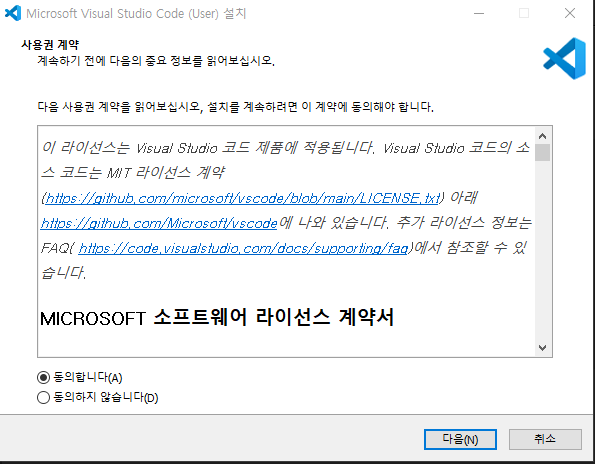 Microsoft Visual Studio Code (User) 설치
사용권 계약
계속하기 전에 다음의 중요 정보를 읽어보십시오.
다음 사용권 계약을 읽어보십시오, 설치를 계속하려면 이 계약에 동의해야 합니다.
이 라이선스는 Visual Studio 코드 제품에 적용됩니다. Visual Studio 코드의 소
스 코드는 MIT 라이선스 계약
(https://github.com/microsoft/vscode/blob/main/LICENSE.txt) 아래
https://github.com/Microsoft/vscode에 나와 있습니다. 추가 라이선스 정보는
FAQ( https://code.visualstudio.com/docs/supporting/faq)에서 참조할 수 있
습니다.
MICROSOFT 소프트웨어 라이선스 계약서
동의합니다(A)
동의하지 않습니다(D)
다음(N)
취소